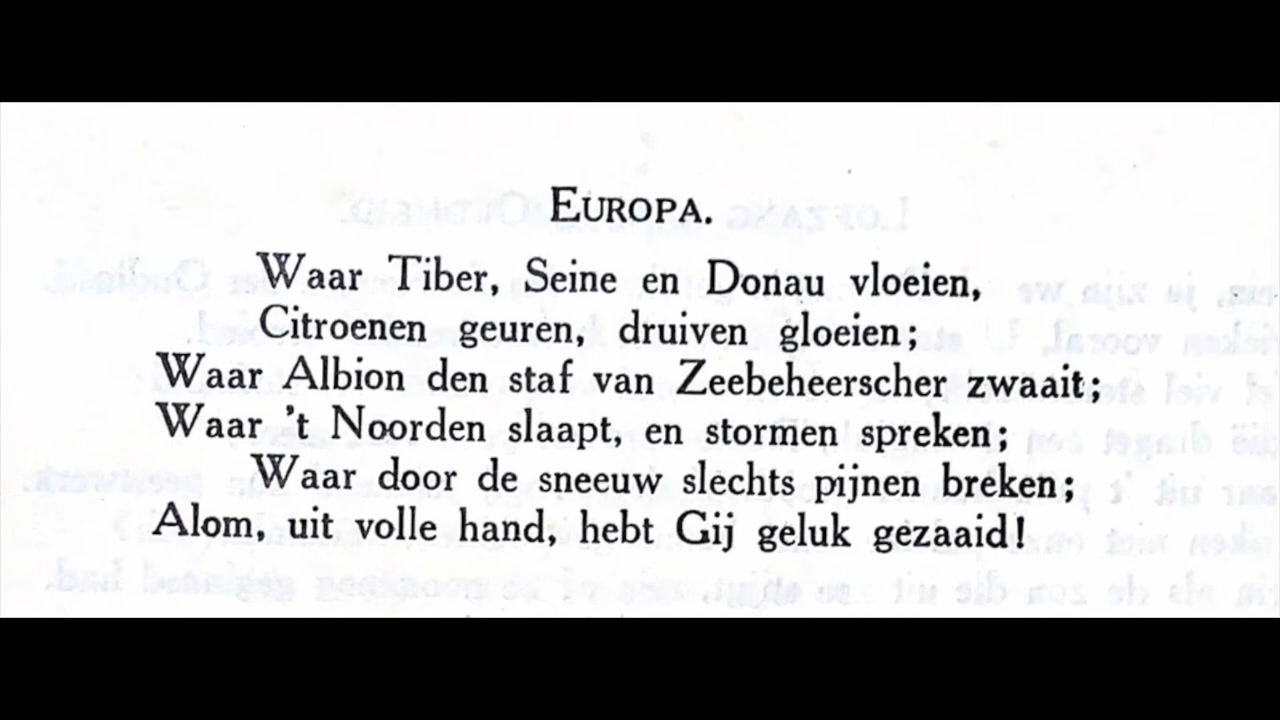 EUROPA.
Waar Tiber, Seine en Donau vloeien,
Citroenen geuren, druiven gloeien;
Waar Albion den staf van Zeebeheerscher zwaait;
Waar 't Noorden slaapt, en stormen spreken;
Waar door de sneeuw slechts pijnen breken;
Alom, uit volle hand, hebt Gij geluk gezaaid!